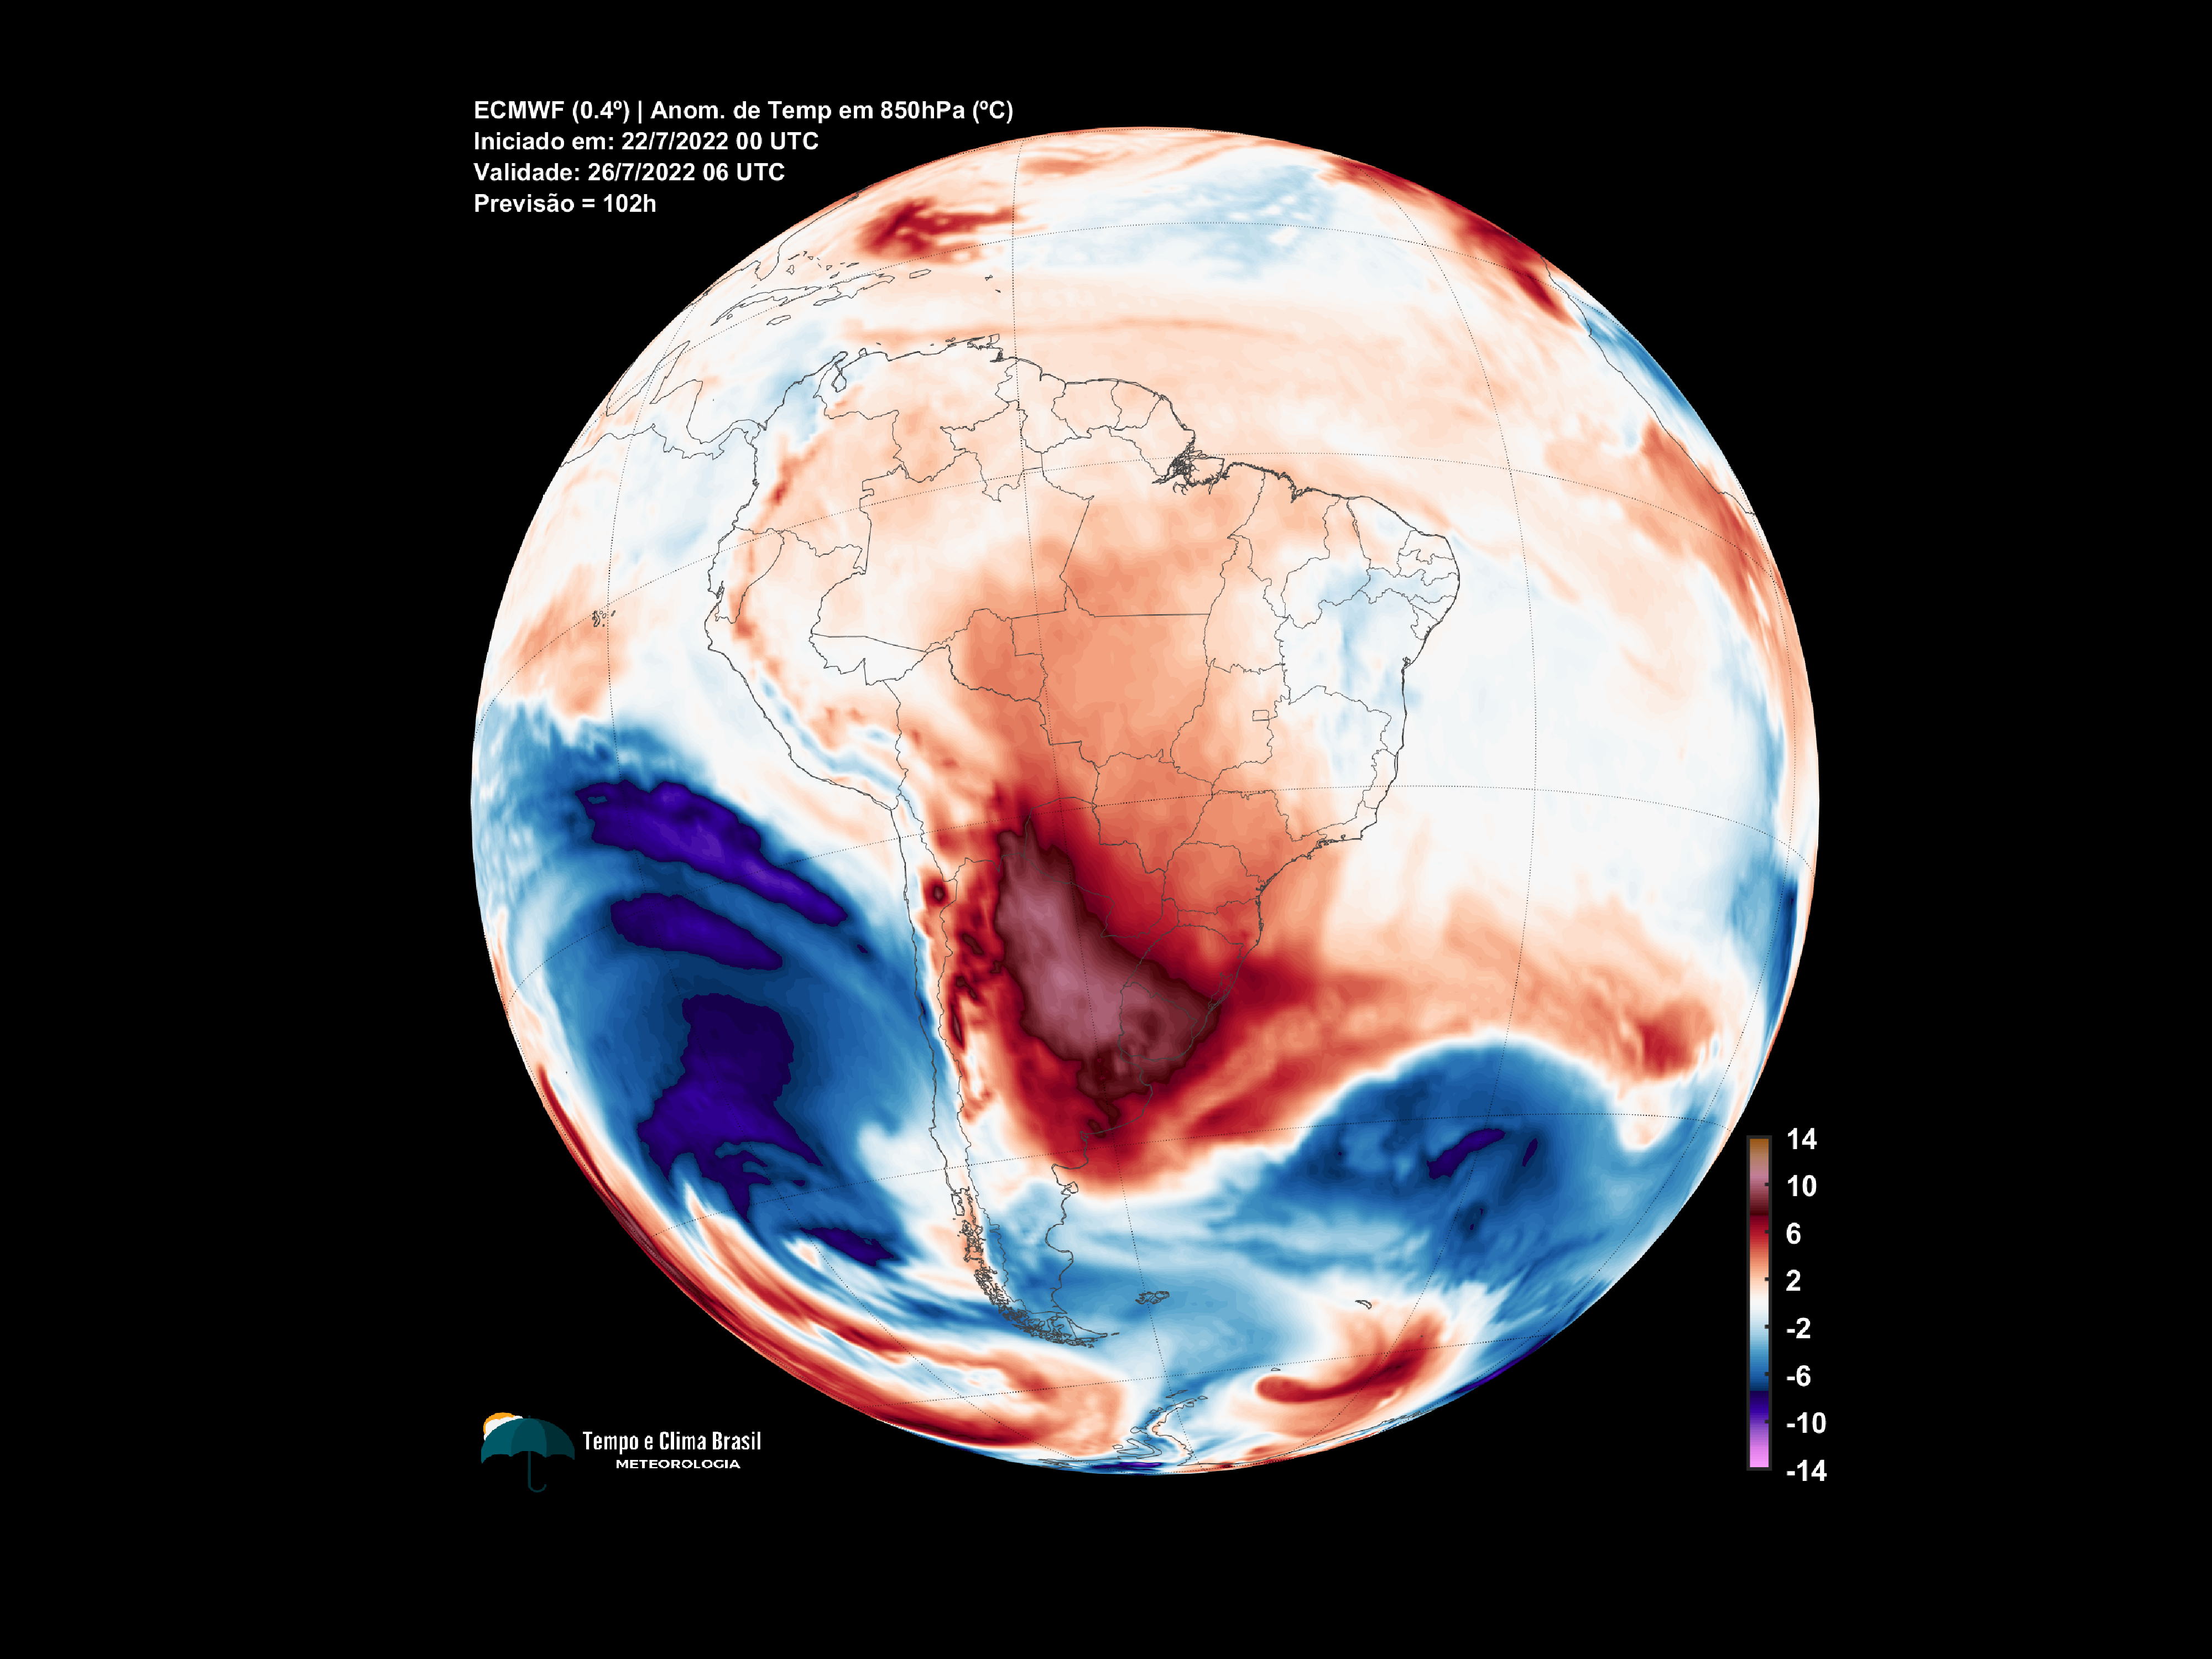 ECMWF (0.4º) | Anom. de Temp em 850hPa (ºC)
Iniciado em: 22/7/2022 00 UTC
Validade: 26/7/2022 06 UTC
Previsão = 102h
14
10
6
2
-2
-6
-10
-14
Tempo e Clima Brasil
METEOROLOGIA